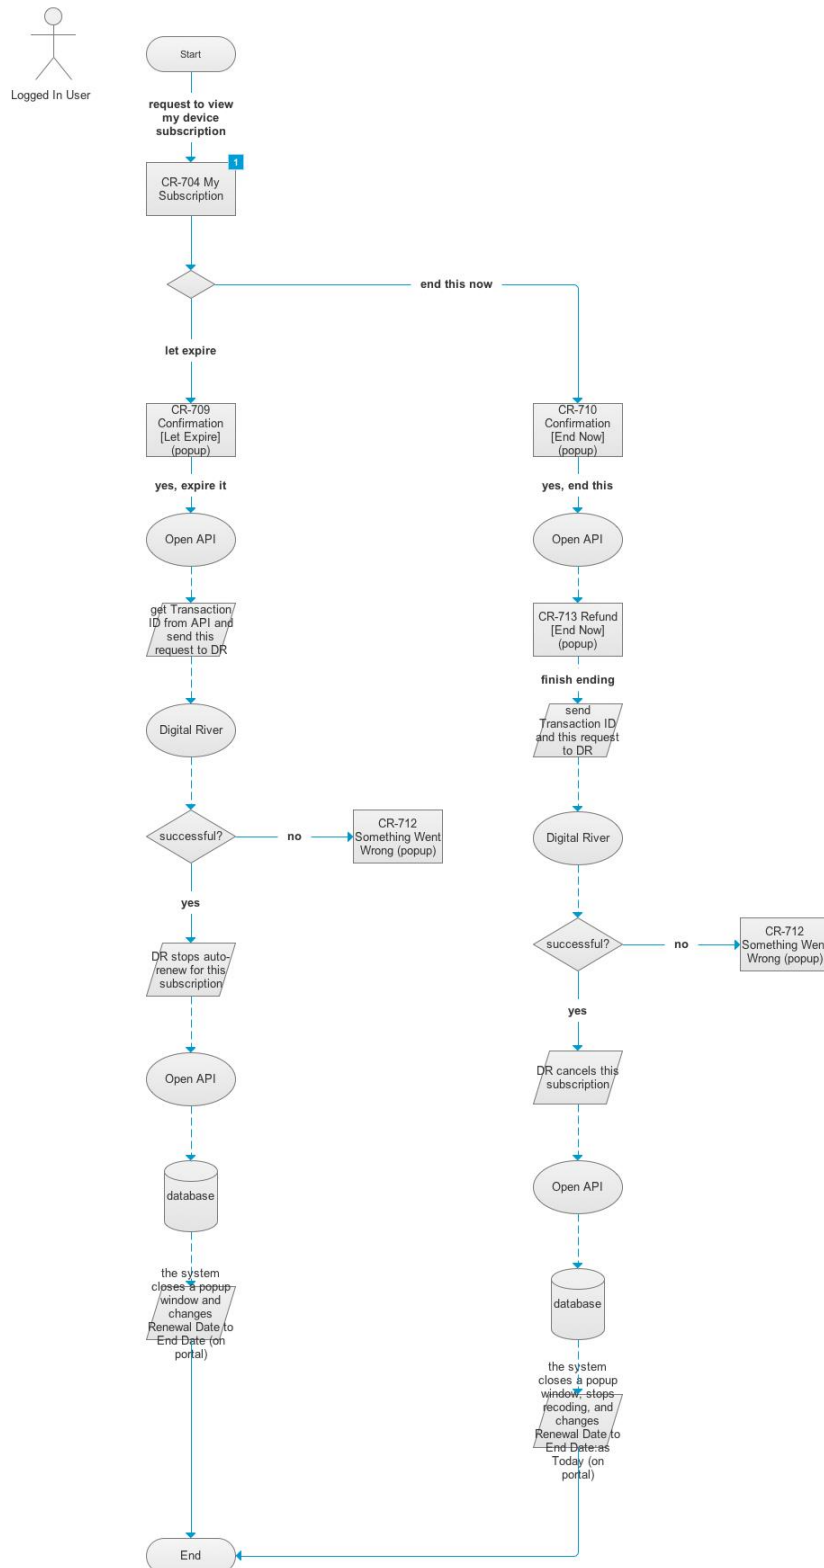 Logged In User
Start
request to view
my device
subscription
1
CR-704 My
Subscription
end this now
let expire
CR-709
Confirmation
[Let Expire]
(popup)
CR-710
Confirmation
[End Now]
(popup)
yes, expire it
yes, end this
Open API
Open API
get Transaction
ID from API and
send this
request to DR
CR-713 Refund
[End Now]
(popup)
finish ending
Digital River
send
Transaction ID
and this request
to DR
successful?
no
CR-712
Something Went
Wrong (popup)
Digital River
yes
successful?
no
CR-712
Something Went
Wrong (popup)
DR stops auto-
renew for this
subscription
yes
Open API
DR cancels this
subscription
database
Open API
the system
closes a popup
window and
changes
Renewal Date to
End Date (on
portal)
database
the system
closes a popup
window, stops
recoding, and
changes
Renewal Date to
End Date:as
Today (on
portal)
End